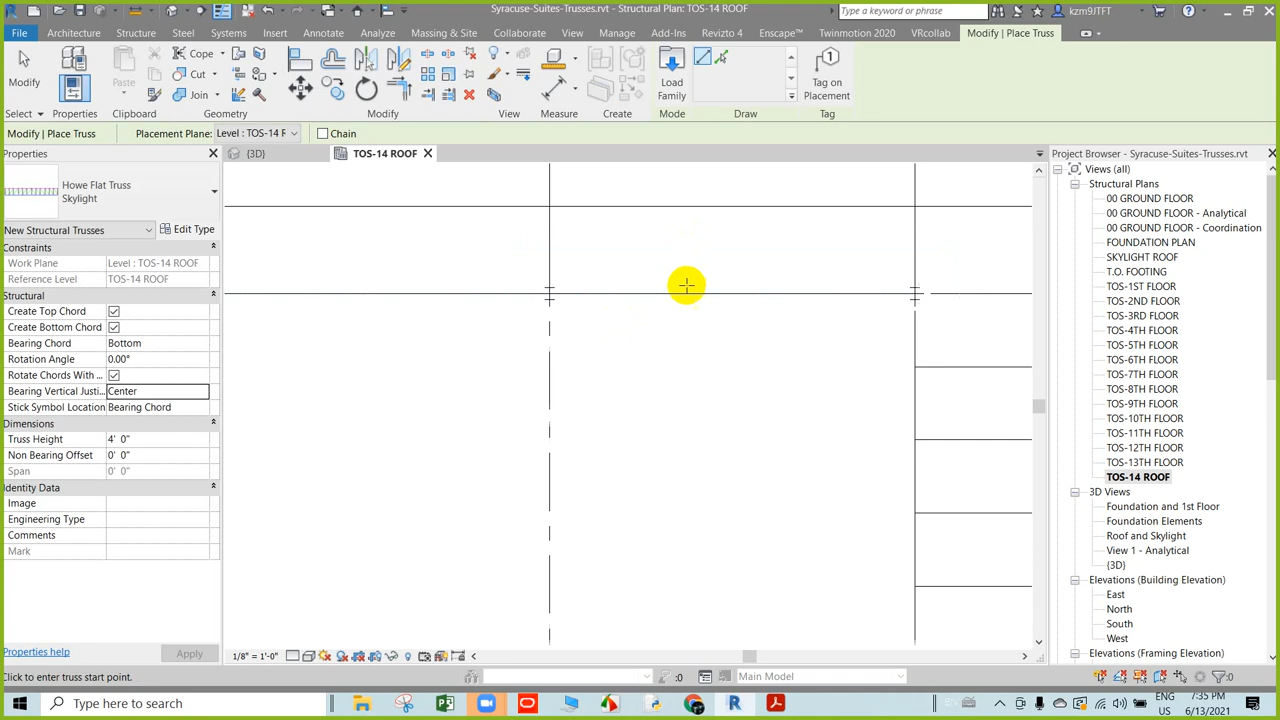 Syracuse-Suites-Trusses.rvt - Structural Plan: TOS-14 ROOF
Type a keyword or phrase
kzm9JTFT
File Architecture Structure Steel Systems Insert Annotate Analyze Massing & Site Collaborate View Manage Add-Ins Revizto 4 Enscape™ Twinmotion 2020 VRcollab Modify | Place Truss
Modify Paste Cope Cut Join Load Family Tag on Placement
Select Properties Clipboard Geometry Modify View Measure Create Mode Draw Tag
Modify | Place Truss Placement Plane: Level : TOS-14 F Chain
Properties
{3D}
TOS-14 ROOF
Howe Flat Truss
Skylight
New Structural Trusses Edit Type
Constraints
Work Plane Level : TOS-14 ROOF
Reference Level TOS-14 ROOF
Structural
Create Top Chord
Create Bottom Chord
Bearing Chord Bottom
Rotation Angle 0.00°
Rotate Chords With ...
Bearing Vertical Justi... Center
Stick Symbol Location Bearing Chord
Dimensions
Truss Height 4' 0"
Non Bearing Offset 0' 0"
Span 0' 0"
Identity Data
Image
Engineering Type
Comments
Mark
Properties help Apply
Project Browser - Syracuse-Suites-Trusses.rvt
Views (all)
Structural Plans
00 GROUND FLOOR
00 GROUND FLOOR - Analytical
00 GROUND FLOOR - Coordination
FOUNDATION PLAN
SKYLIGHT ROOF
T.O. FOOTING
TOS-1ST FLOOR
TOS-2ND FLOOR
TOS-3RD FLOOR
TOS-4TH FLOOR
TOS-5TH FLOOR
TOS-6TH FLOOR
TOS-7TH FLOOR
TOS-8TH FLOOR
TOS-9TH FLOOR
TOS-10TH FLOOR
TOS-11TH FLOOR
TOS-12TH FLOOR
TOS-13TH FLOOR
TOS-14 ROOF
3D Views
Foundation and 1st Floor
Foundation Elements
Roof and Skylight
View 1 - Analytical
{3D}
Elevations (Building Elevation)
East
North
South
West
Elevations (Framing Elevation)
1/8" = 1'-0"
Click to enter truss start point.
:0 Main Model :0
Type here to search
ENG
US
7:35 PM
6/13/2021